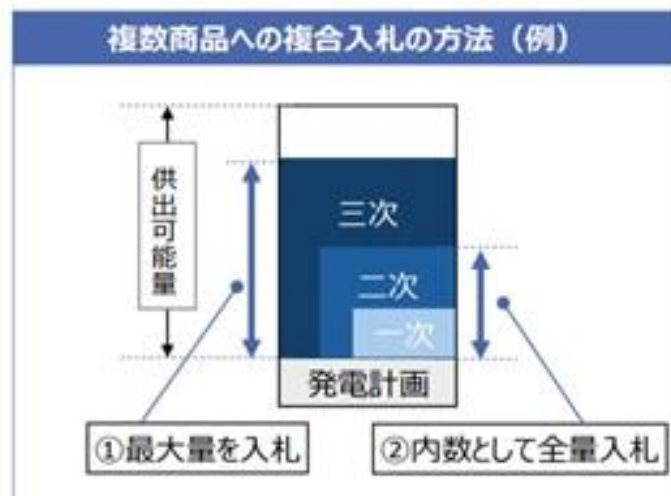 複数商品への複合入札の方法（例）
供出可能量
三次
二次
一次
発電計画
①最大量を入札
②内数として全量入札